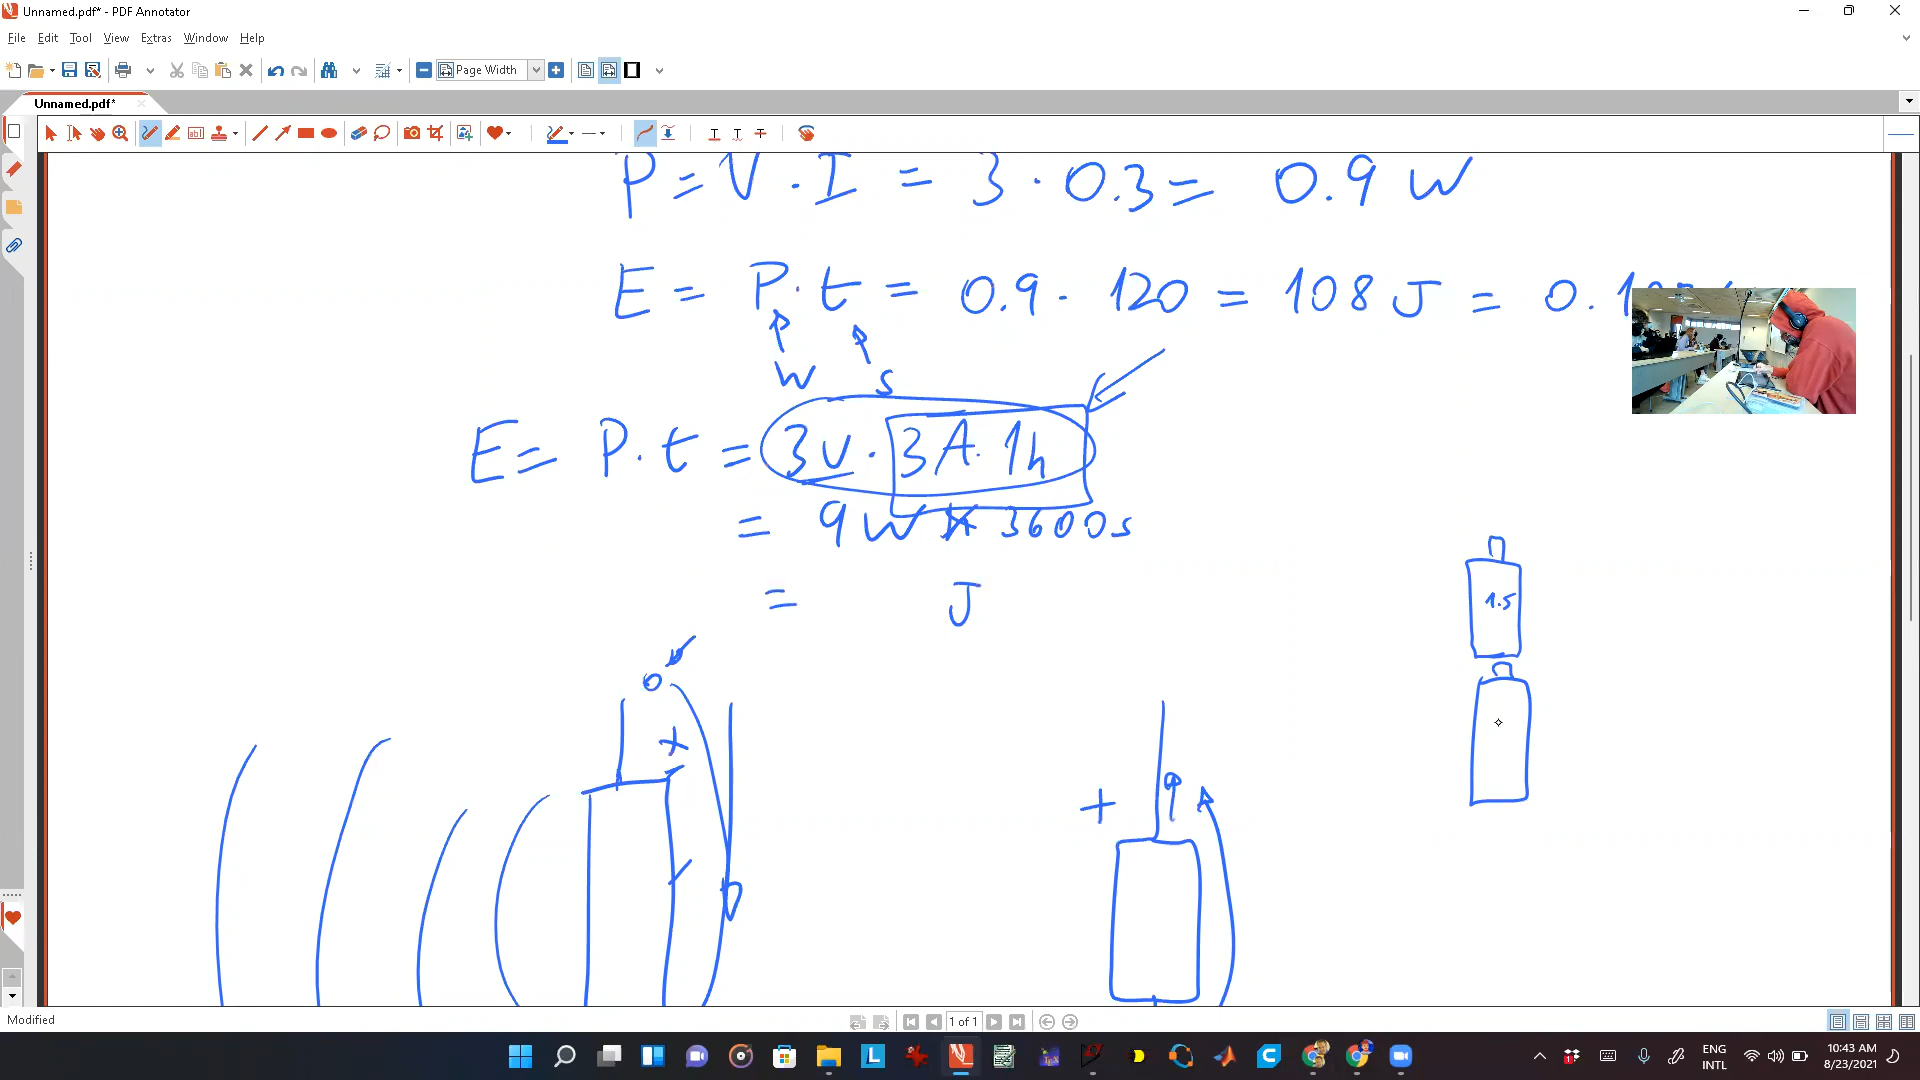 Unnamed.pdf* - PDF Annotator
File Edit Tool View Extras Window Help
Page Width
Unnamed.pdf*
P = V . I = 3 . 0.3 = 0.9 W
E = P . t = 0.9 . 120 = 108 J = 0.
W s
E = P . t = 3V . 3A . 1h
= 9W 3600s
= J
1.5
+
+
Modified
1 of 1
ENG
INTL
10:43 AM
8/23/2021